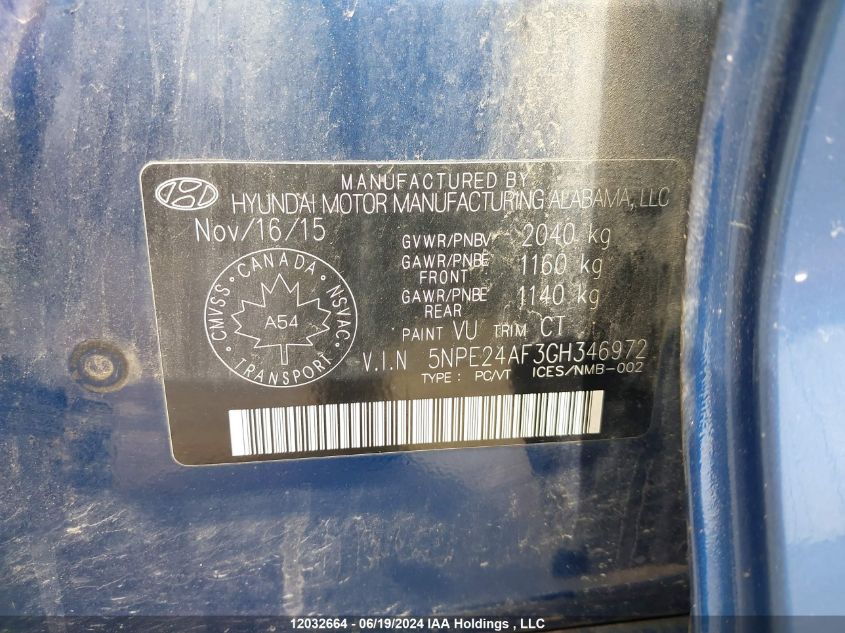 MANUFACTURED BY
HYUNDAI MOTOR MANUFACTURING ALABAMA, LLC
Nov/16/15
GVWR/PNBV 2040 kg
GAWR/PNBE FRONT 1160 kg
GAWR/PNBE REAR 1140 kg
PAINT VU TRIM CT
CANADA
CMVSS NSVAC
A54
TRANSPORT
V.I.N 5NPE24AF3GH346972
TYPE : PC/VT ICES/NMB-002
12032664 - 06/19/2024 IAA Holdings , LLC